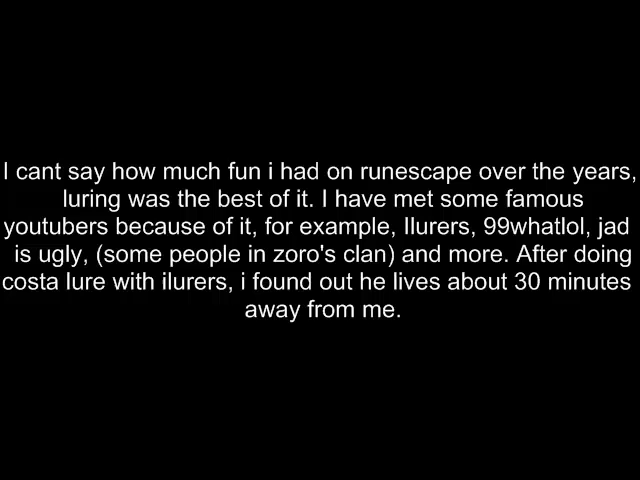 I cant say how much fun i had on runescape over the years,
luring was the best of it. I have met some famous
youtubers because of it, for example, Ilurers, 99whatlol, jad
is ugly, (some people in zoro's clan) and more. After doing
costa lure with ilurers, i found out he lives about 30 minutes
away from me.